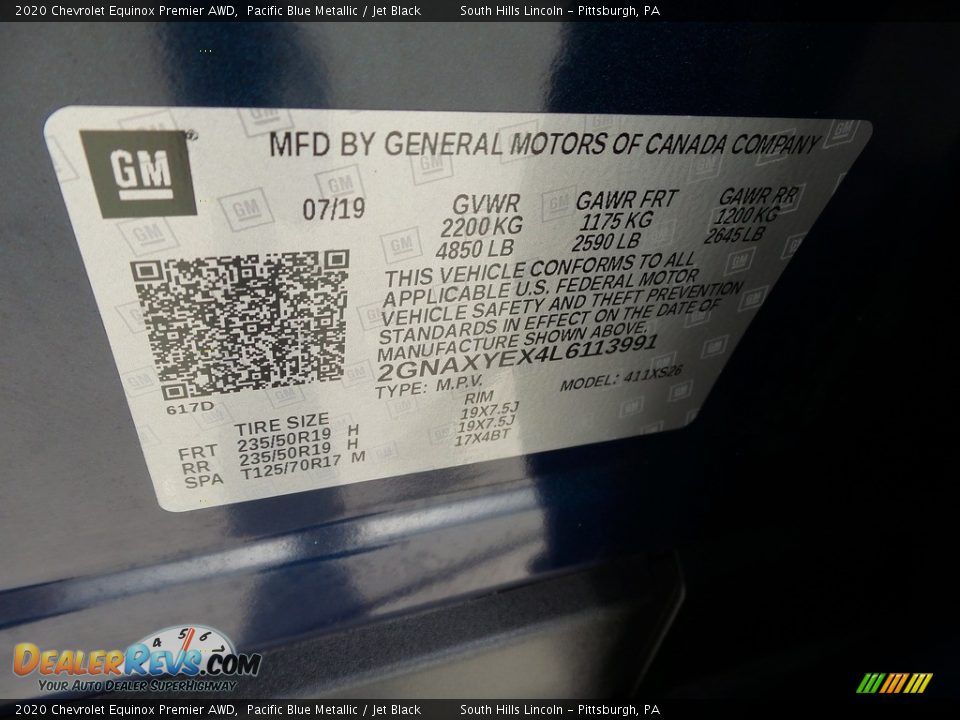 2020 Chevrolet Equinox Premier AWD, Pacific Blue Metallic / Jet Black South Hills Lincoln – Pittsburgh, PA
GM®
MFD BY GENERAL MOTORS OF CANADA COMPANY
07/19
GVWR GAWR FRT GAWR RR
2200 KG 1175 KG 1200 KG
4850 LB 2590 LB 2645 LB
THIS VEHICLE CONFORMS TO ALL
APPLICABLE U.S. FEDERAL MOTOR
VEHICLE SAFETY AND THEFT PREVENTION
STANDARDS IN EFFECT ON THE DATE OF
MANUFACTURE SHOWN ABOVE.
2GNAXYEX4L6113991
TYPE: M.P.V. MODEL: 411XS26
617D
TIRE SIZE RIM
FRT 235/50R19 H 19X7.5J
RR 235/50R19 H 19X7.5J
SPA T125/70R17 M 17X4BT
4 5 6 7
DealerRevs.com
Your Auto Dealer SuperHighway
2020 Chevrolet Equinox Premier AWD, Pacific Blue Metallic / Jet Black South Hills Lincoln – Pittsburgh, PA